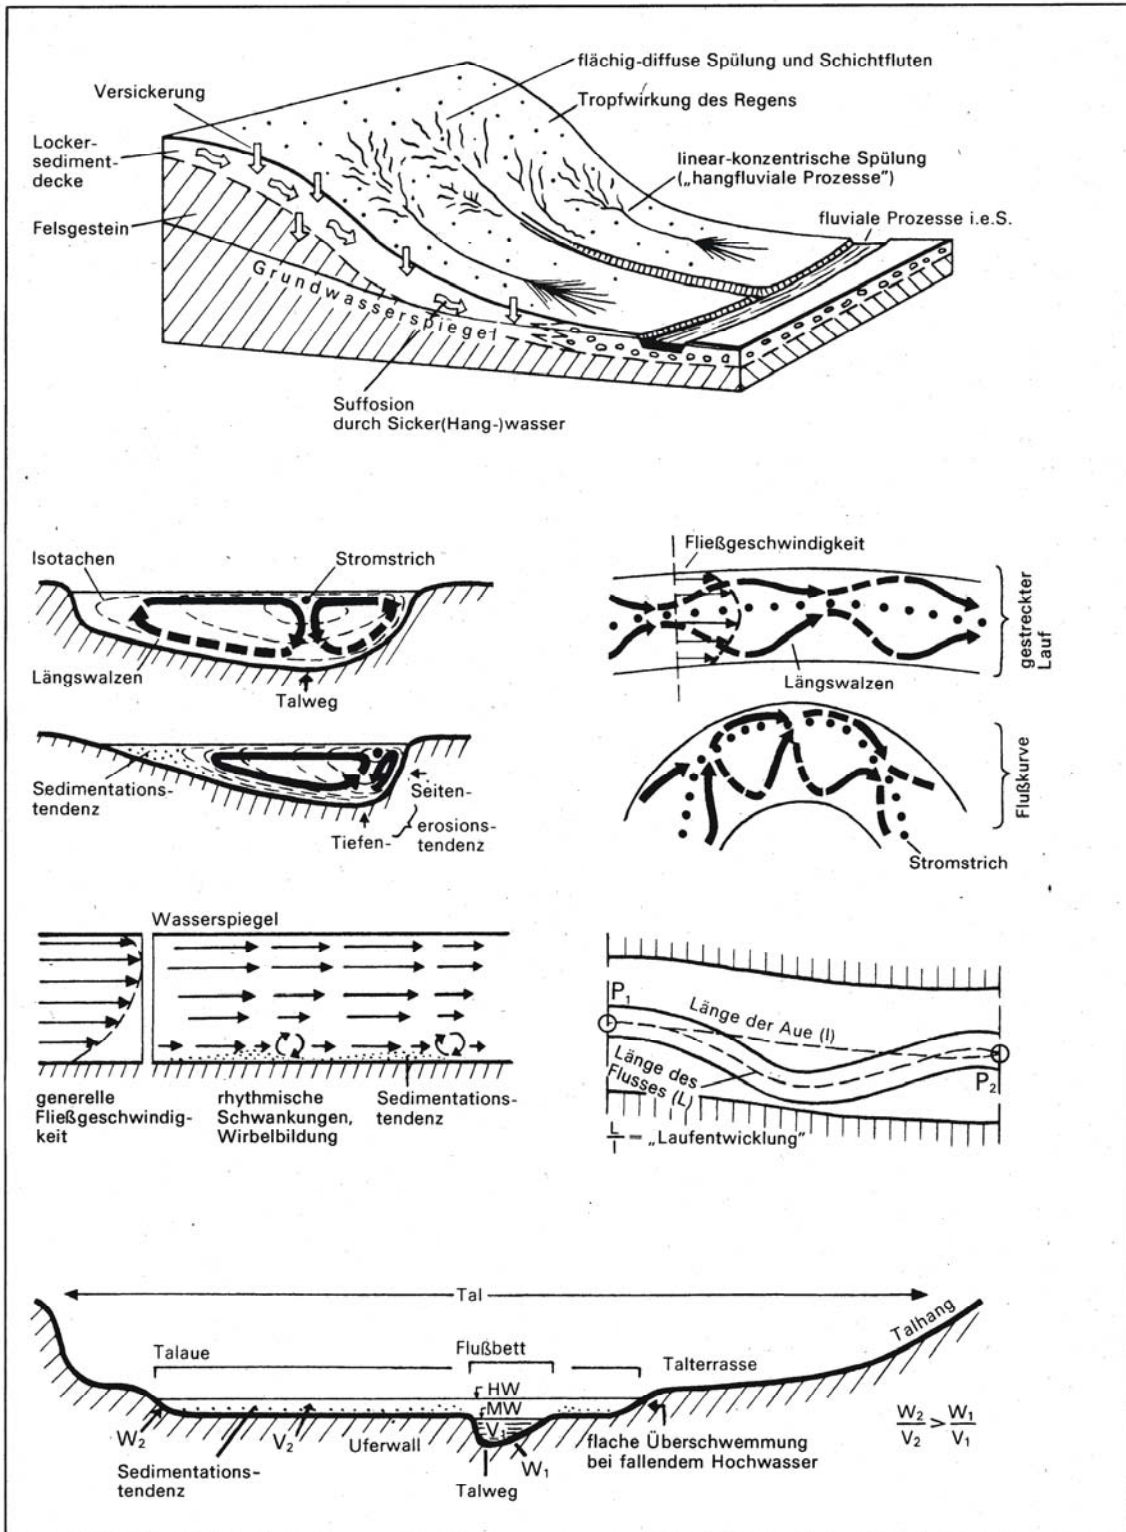 flächig-diffuse Spülung und Schichtfluten
Versickerung
Tropfwirkung des Regens
Locker-
sediment-
decke
linear-konzentrische Spülung
(„hangfluviale Prozesse")
Felsgestein
fluviale Prozesse i.e.S.
Grundwasserspiegel
Suffosion
durch Sicker(Hang-)wasser
Isotachen
Stromstrich
Längswalzen
Talweg
Fließgeschwindigkeit
Längswalzen
gestreckter
Lauf
Sedimentations-
tendenz
Seiten-
Tiefen-
erosions-
tendenz
Flußkurve
Stromstrich
Wasserspiegel
generelle
Fließgeschwindig-
keit
rhythmische
Schwankungen,
Wirbelbildung
Sedimentations-
tendenz
P₁
Länge der Aue (l)
Länge des
Flusses (L)
P₂
L/l = „Laufentwicklung"
Tal
Talhang
Talaue
Flußbett
Talterrasse
HW
MW
V₁
W₂
V₂
Uferwall
W₁
flache Überschwemmung
bei fallendem Hochwasser
Sedimentations-
tendenz
Talweg
W₂/V₂ > W₁/V₁